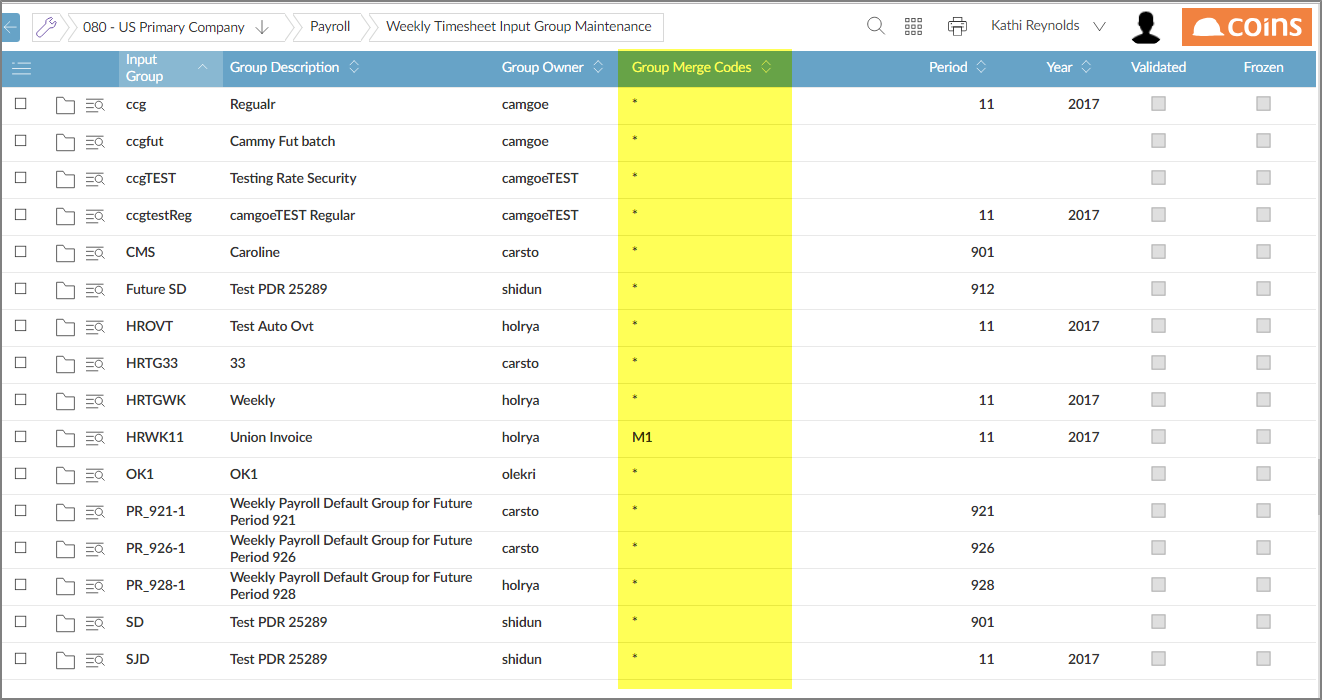 080 - US Primary Company Payroll Weekly Timesheet Input Group Maintenance Kathi Reynolds coins
Input Group Group Description Group Owner Group Merge Codes Period Year Validated Frozen
ccg Regualr camgoe * 11 2017
ccgfut Cammy Fut batch camgoe *
ccgTEST Testing Rate Security camgoeTEST *
ccgtestReg camgoeTEST Regular camgoeTEST * 11 2017
CMS Caroline carsto * 901
Future SD Test PDR 25289 shidun * 912
HROVT Test Auto Ovt holrya * 11 2017
HRTG33 33 carsto *
HRTGWK Weekly holrya * 11 2017
HRWK11 Union Invoice holrya M1 11 2017
OK1 OK1 olekri *
PR_921-1 Weekly Payroll Default Group for Future Period 921 carsto * 921
PR_926-1 Weekly Payroll Default Group for Future Period 926 carsto * 926
PR_928-1 Weekly Payroll Default Group for Future Period 928 holrya * 928
SD Test PDR 25289 shidun * 901
SJD Test PDR 25289 shidun * 11 2017